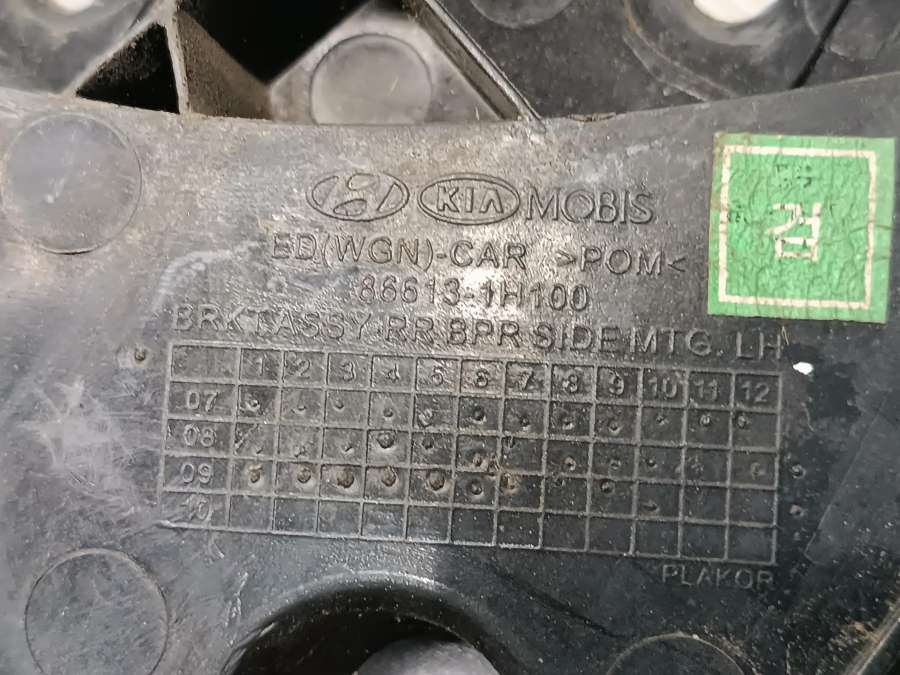 KIA MOBIS
ED(WGN)-CAR >POM<
86613-1H100
BRKT ASSY-RR BPR SIDE MTG. LH
1 2 3 4 5 6 7 8 9 10 11 12
07
08
09
10
PLAKOR